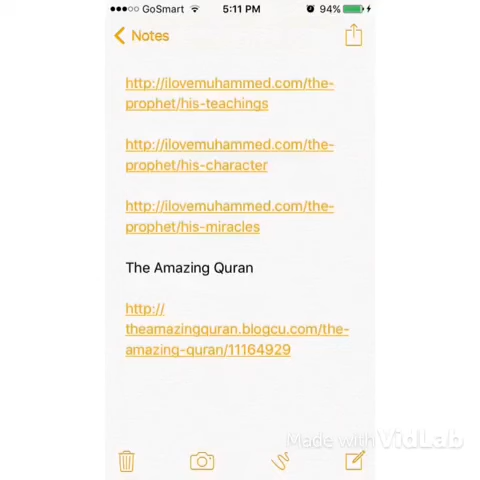 GoSmart 5:11 PM 94%
Notes
http://ilovemuhammed.com/the-
prophet/his-teachings
http://ilovemuhammed.com/the-
prophet/his-character
http://ilovemuhammed.com/the-
prophet/his-miracles
The Amazing Quran
http://
theamazingquran.blogcu.com/the-
amazing-quran/11164929
Made with VidLab